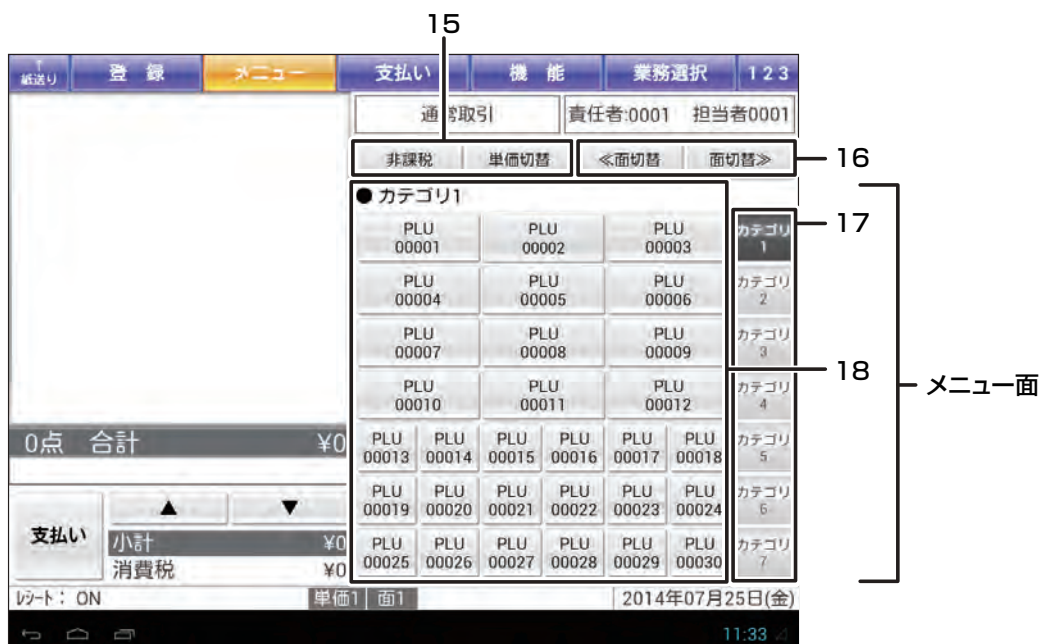 15
↑
紙送り 登 録 メニュー 支払い 機 能 業務選択 1 2 3
通常取引 責任者:0001 担当者0001
非課税 単価切替 ≪面切替 面切替≫ 16
● カテゴリ1
PLU 00001 PLU 00002 PLU 00003 カテゴリ 1 17
PLU 00004 PLU 00005 PLU 00006 カテゴリ 2
PLU 00007 PLU 00008 PLU 00009 カテゴリ 3
18
PLU 00010 PLU 00011 PLU 00012 カテゴリ 4
メニュー面
0点 合計 ¥0
PLU 00013 PLU 00014 PLU 00015 PLU 00016 PLU 00017 PLU 00018 カテゴリ 5
PLU 00019 PLU 00020 PLU 00021 PLU 00022 PLU 00023 PLU 00024 カテゴリ 6
支払い ▲ ▼
小計 ¥0
PLU 00025 PLU 00026 PLU 00027 PLU 00028 PLU 00029 PLU 00030 カテゴリ 7
消費税 ¥0
ﾚｼｰﾄ： ON 単価1 面1 2014年07月25日(金)
11:33